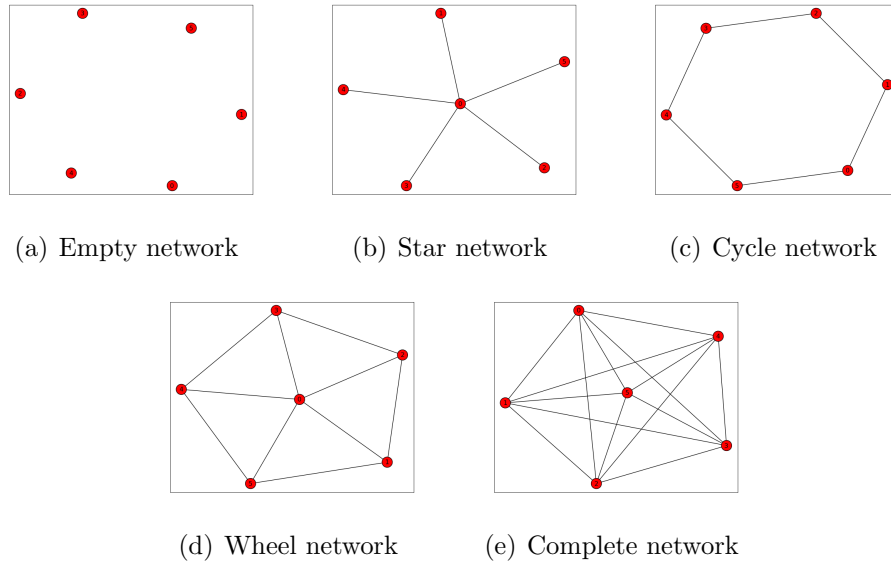 (a) Empty network
(b) Star network
(c) Cycle network
(d) Wheel network
(e) Complete network